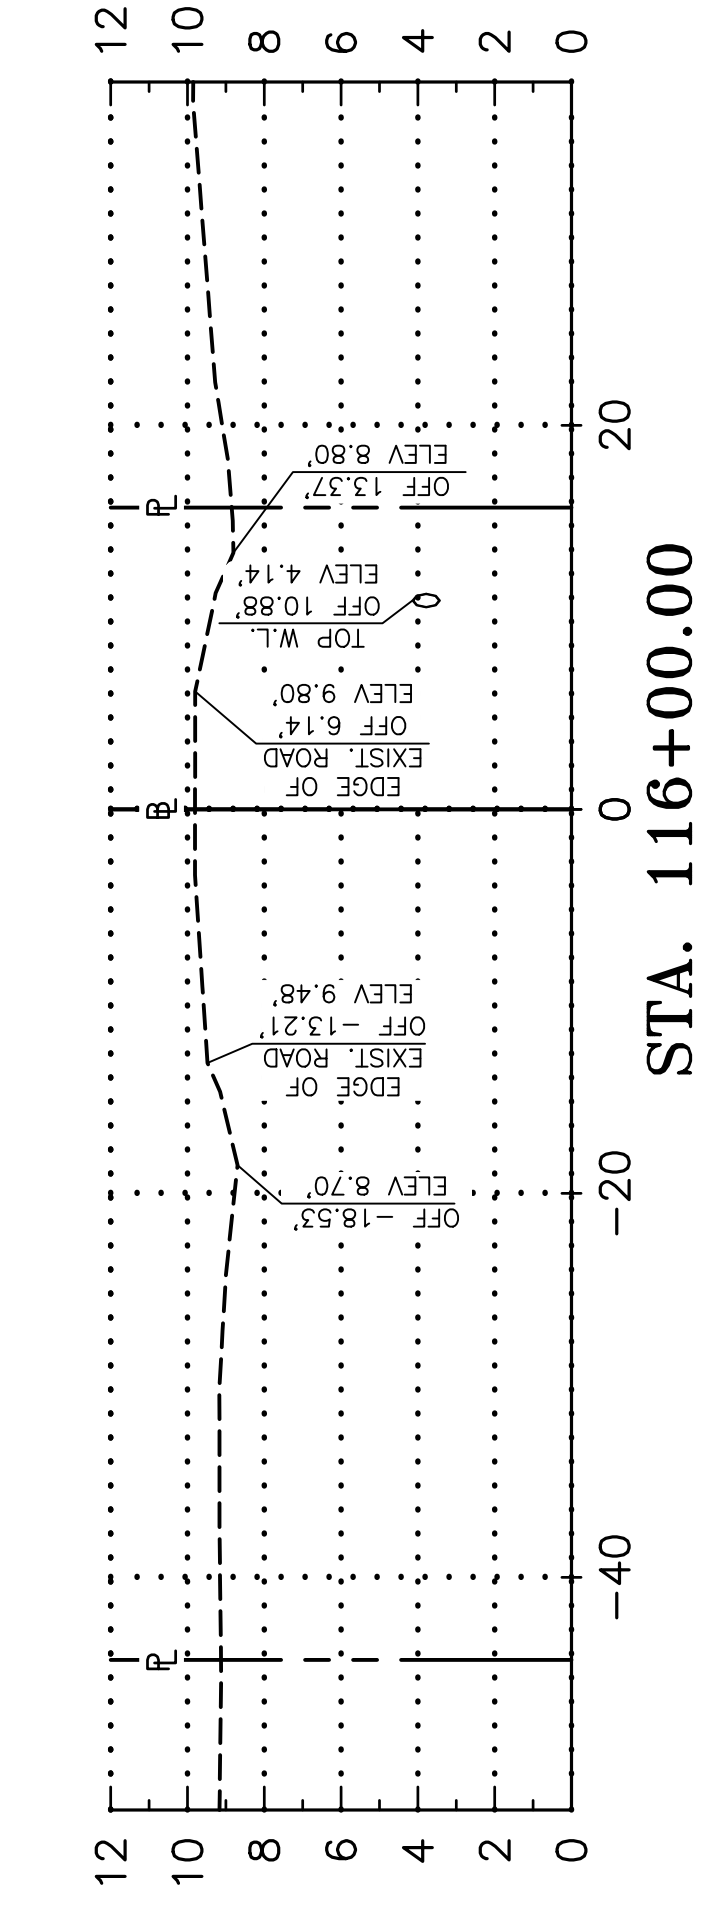 12
10
8
6
4
2
0
PL
OFF -18.53'
ELEV 8.70'
EDGE OF
EXIST. ROAD
OFF -13.21'
ELEV 9.48'
BL
EDGE OF
EXIST. ROAD
OFF 6.14'
ELEV 9.80'
TOP W.L.
OFF 10.88'
ELEV 4.14'
PL
OFF 13.37'
ELEV 8.80'
12
10
8
6
4
2
0
-40
-20
0
20
STA. 116+00.00